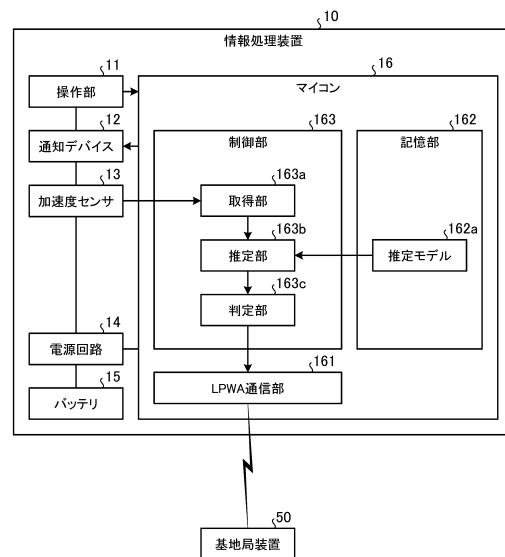 10
情報処理装置
11
操作部
12
通知デバイス
13
加速度センサ
14
電源回路
15
バッテリ
16
マイコン
163
制御部
163a
取得部
163b
推定部
163c
判定部
162
記憶部
162a
推定モデル
161
LPWA通信部
50
基地局装置